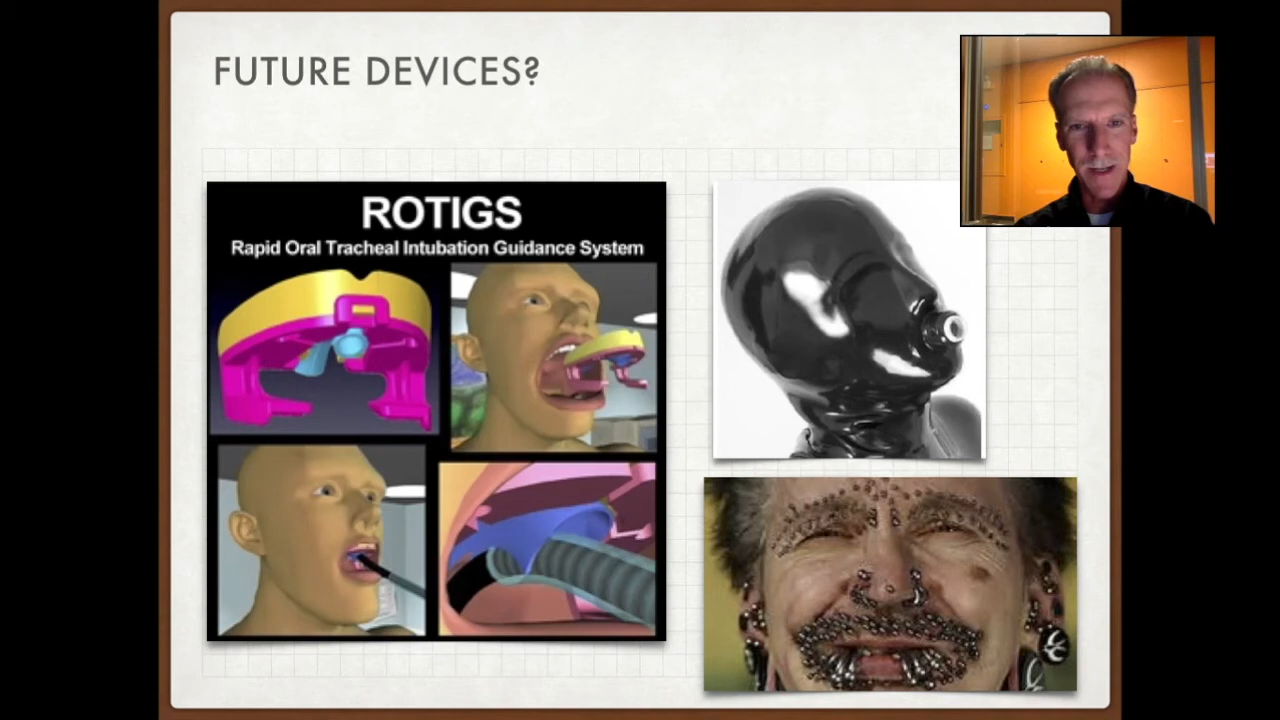 FUTURE DEVICES?
ROTIGS
Rapid Oral Tracheal Intubation Guidance System